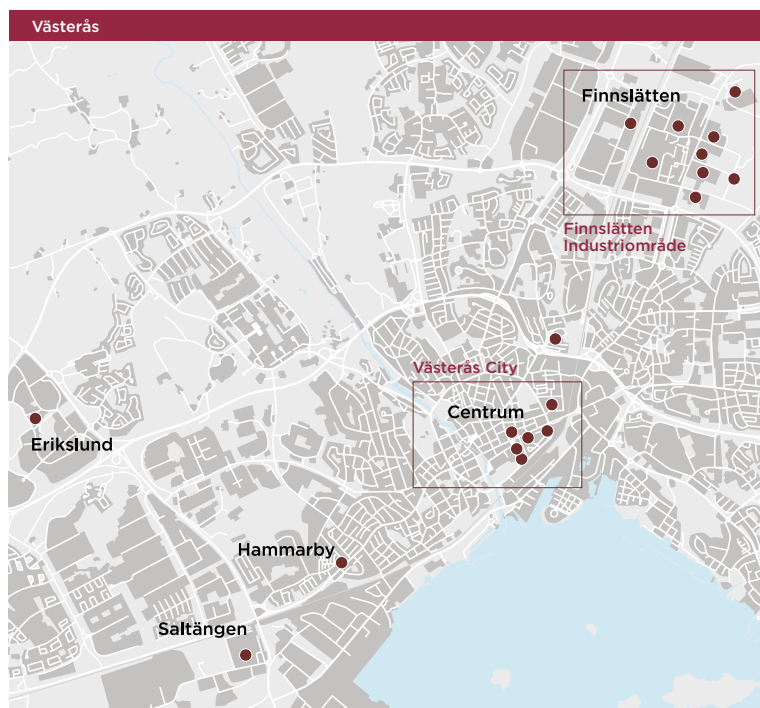 Västerås
Finnslätten
Finnslätten
Industriområde
Västerås City
Centrum
Erikslund
Hammarby
Saltängen